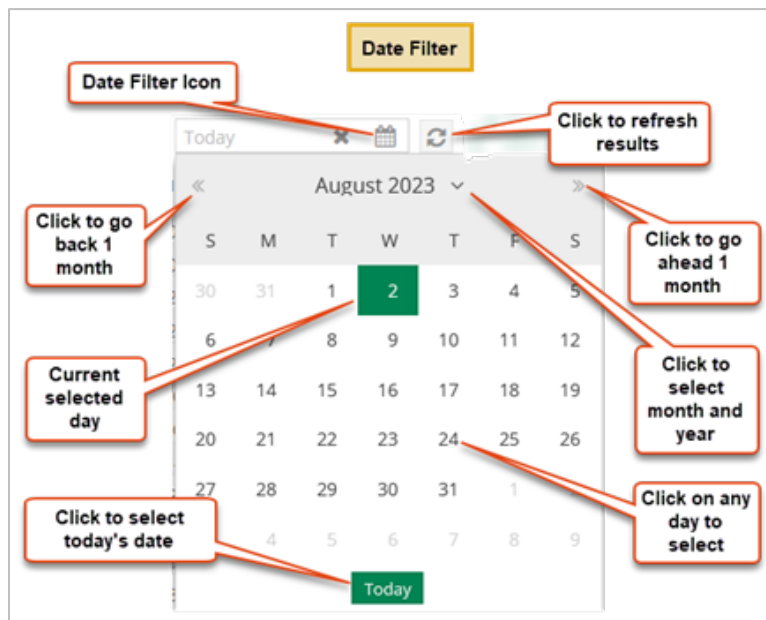 Date Filter
Date Filter Icon
Today
Click to refresh
results
August 2023
Click to go
back 1
month
Click to go
ahead 1
month
S M T W T F S
30 31 1 2 3 4 5
6 7 8 9 10 11 12
Current
selected
day
Click to
select
month and
year
13 14 15 16 17 18 19
20 21 22 23 24 25 26
27 28 29 30 31 1
Click on any
day to
select
Click to select
today's date
4 5 6 7 8 9
Today